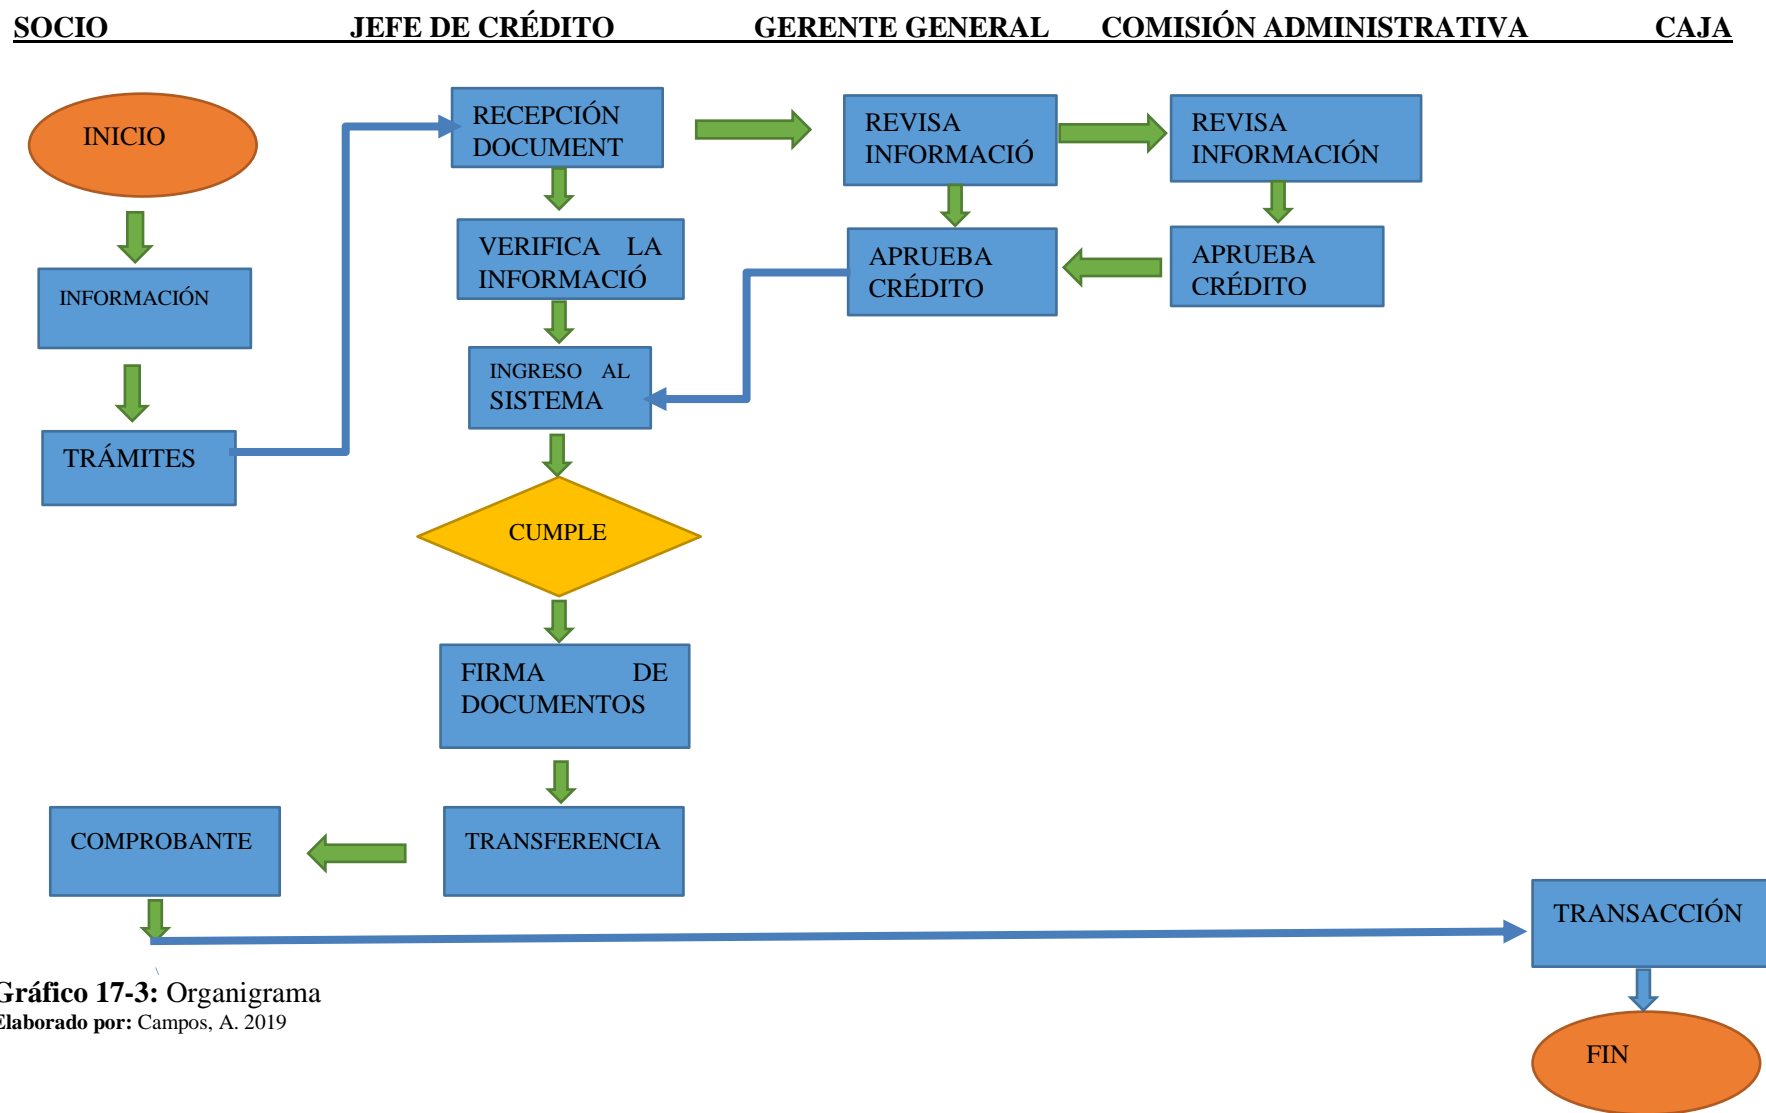 SOCIO JEFE DE CRÉDITO GERENTE GENERAL COMISIÓN ADMINISTRATIVA CAJA
INICIO
INFORMACIÓN
TRÁMITES
RECEPCIÓN
DOCUMENT
VERIFICA LA
INFORMACIÓ
INGRESO AL
SISTEMA
CUMPLE
FIRMA DE
DOCUMENTOS
TRANSFERENCIA
COMPROBANTE
REVISA
INFORMACIÓ
APRUEBA
CRÉDITO
REVISA
INFORMACIÓN
APRUEBA
CRÉDITO
TRANSACCIÓN
FIN
\
Gráfico 17-3: Organigrama
Elaborado por: Campos, A. 2019